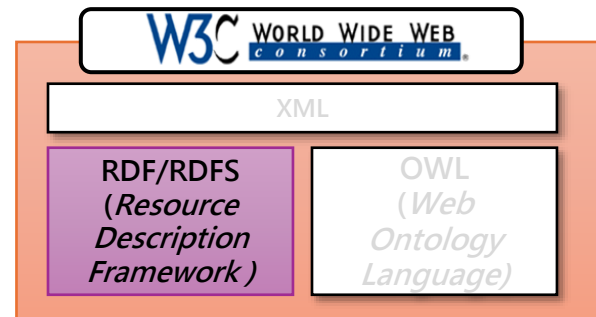 W3C WORLD WIDE WEB
consortium.
XML
RDF/RDFS
(Resource
Description
Framework )
OWL
(Web
Ontology
Language)